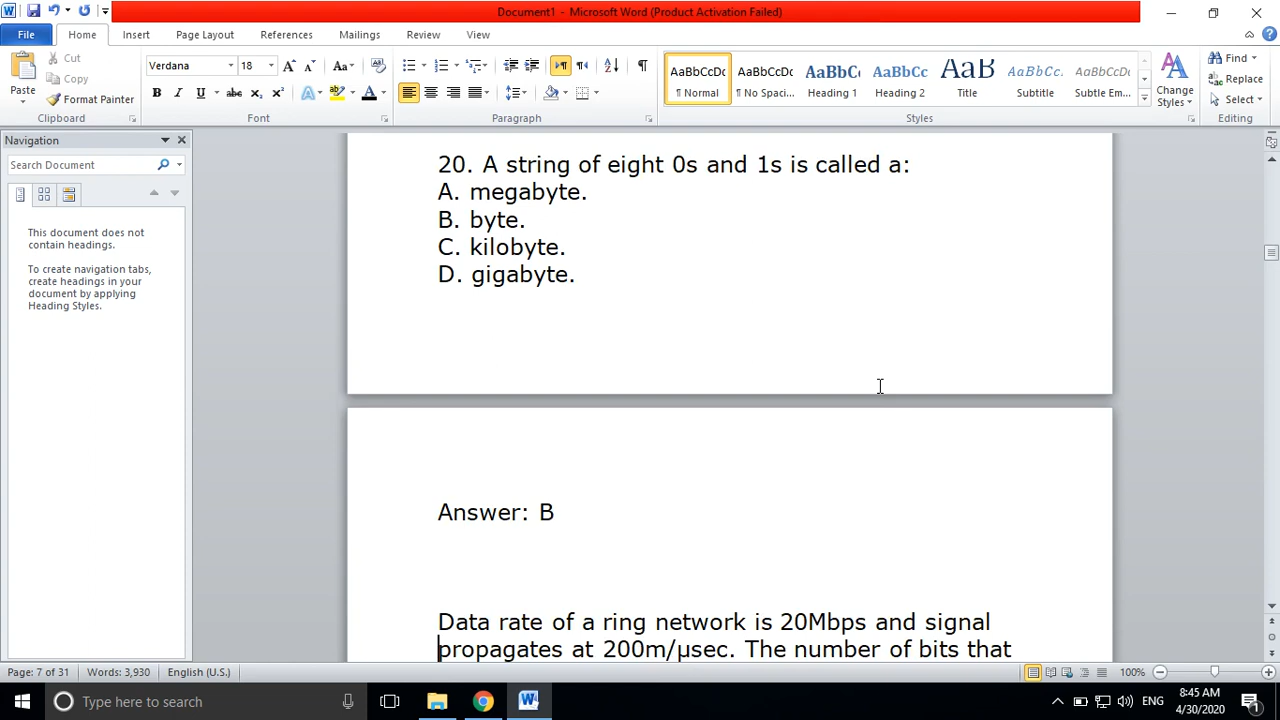 Document1 - Microsoft Word (Product Activation Failed)
File Home Insert Page Layout References Mailings Review View
Paste
Cut
Copy
Format Painter
Clipboard
Verdana 18
Font
Paragraph
AaBbCcDc AaBbCcDc AaBbC AaBbCc AaB AaBbCc. AaBbCcDc
¶ Normal ¶ No Spaci... Heading 1 Heading 2 Title Subtitle Subtle Em...
Styles
Change Styles
Find
Replace
Select
Editing
Navigation
Search Document
This document does not
contain headings.
To create navigation tabs,
create headings in your
document by applying
Heading Styles.
20. A string of eight 0s and 1s is called a:
A. megabyte.
B. byte.
C. kilobyte.
D. gigabyte.
Answer: B
Data rate of a ring network is 20Mbps and signal
propagates at 200m/µsec. The number of bits that
Page: 7 of 31 Words: 3,930 English (U.S.) 100%
Type here to search
ENG
8:45 AM
4/30/2020